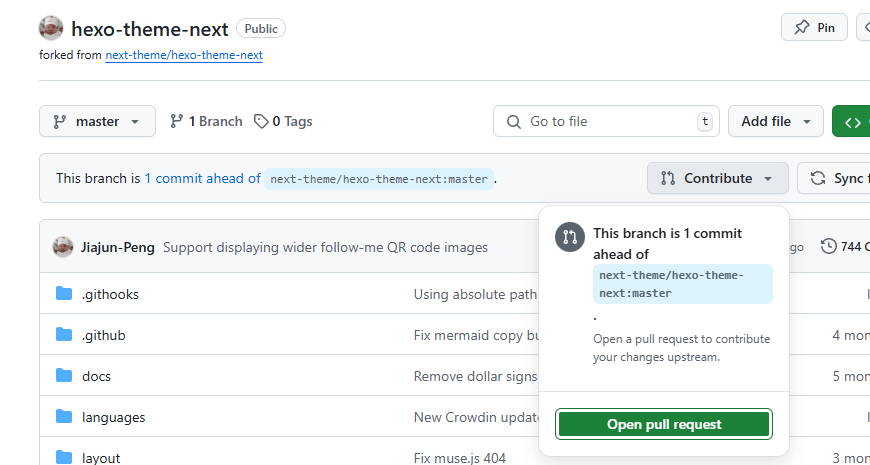 hexo-theme-next Public Pin
forked from next-theme/hexo-theme-next
master 1 Branch 0 Tags Go to file t Add file
This branch is 1 commit ahead of next-theme/hexo-theme-next:master . Contribute Sync f
Jiajun-Peng Support displaying wider follow-me QR code images go 744 C
.githooks Using absolute path
.github Fix mermaid copy bu 4 mon
docs Remove dollar signs 5 mon
languages New Crowdin update
layout Fix muse.js 404 3 mon
This branch is 1 commit
ahead of
next-theme/hexo-theme-
next:master
.
Open a pull request to contribute
your changes upstream.
Open pull request